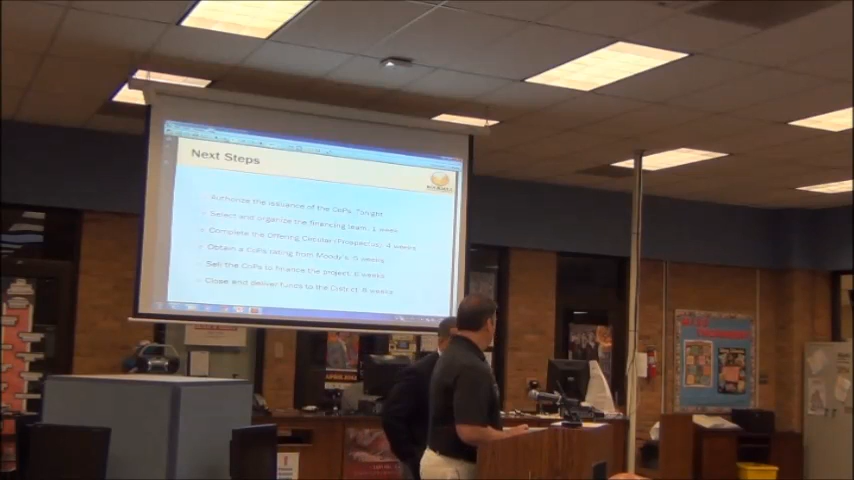 Next Steps
Authorize the issuance of the CoPs: Tonight
Select and organize the financing team: 1 week
Complete the Offering Circular/Prospectus: 4 weeks
Obtain a CoPs rating from Moody's: 5 weeks
Sell the CoPs to finance the project: 6 weeks
Close and deliver funds to the District: 8 weeks